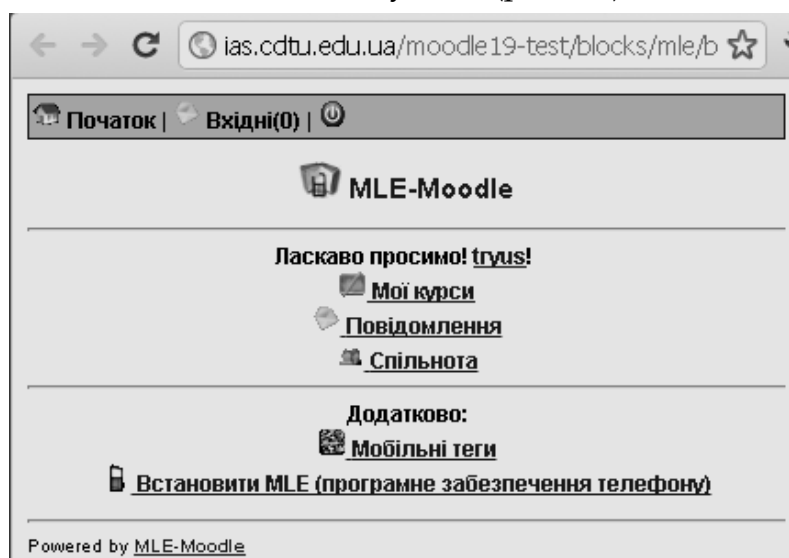 ias.cdtu.edu.ua/moodle19-test/blocks/mle/b
Початок | Вхідні(0) |
MLE-Moodle
Ласкаво просимо! tryus!
Мої курси
Повідомлення
Спільнота
Додатково:
Мобільні теги
Встановити MLE (програмне забезпечення телефону)
Powered by MLE-Moodle